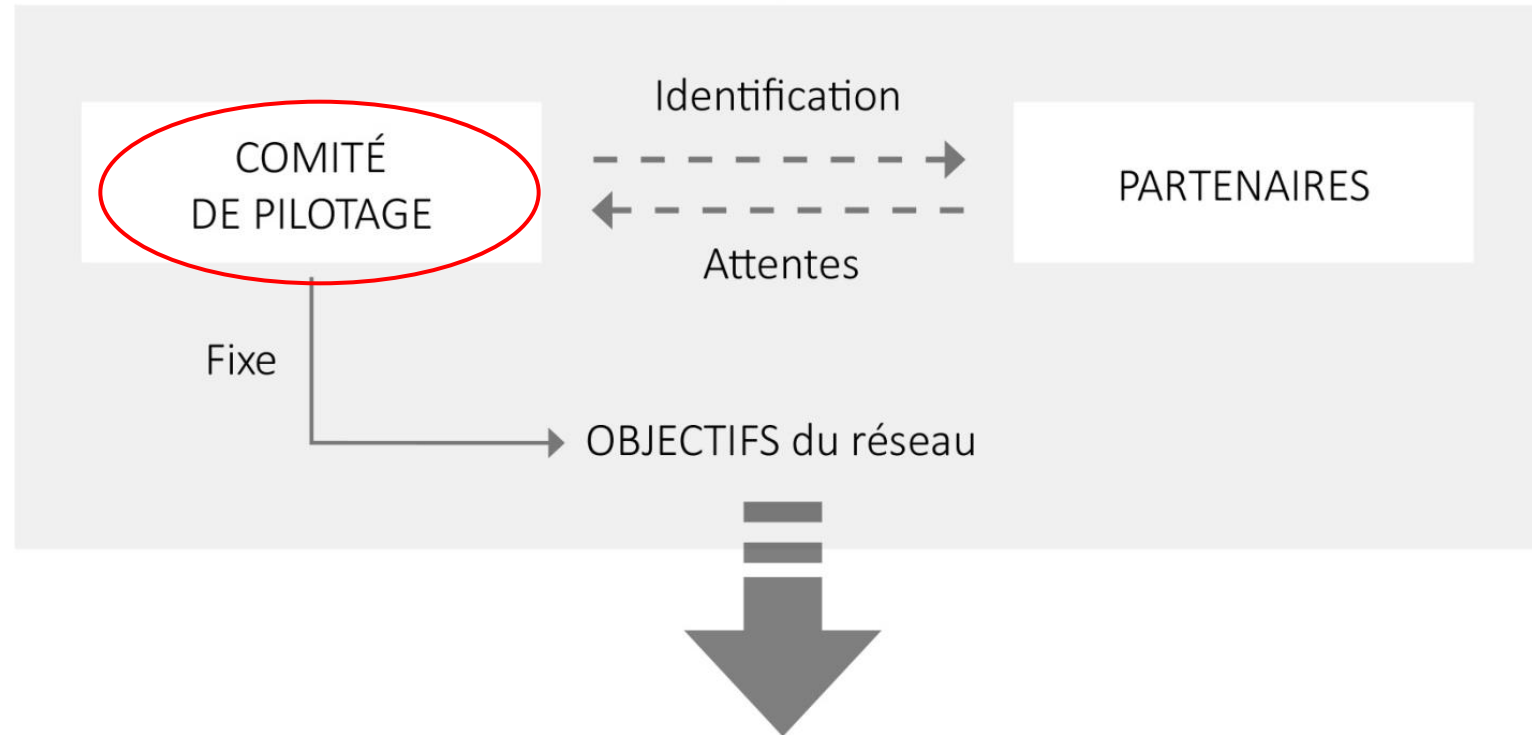 Identification
COMITÉ
DE PILOTAGE
PARTENAIRES
Attentes
Fixe
OBJECTIFS du réseau